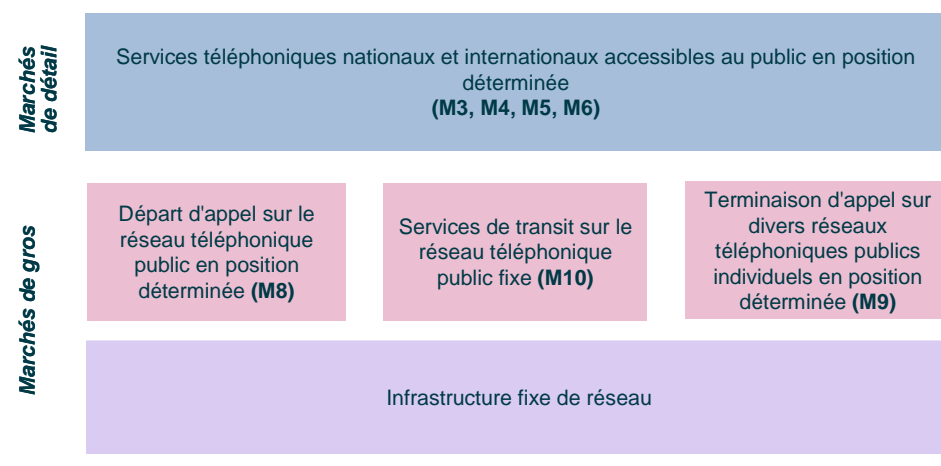 Marchés
de détail
Services téléphoniques nationaux et internationaux accessibles au public en position
déterminée
(M3, M4, M5, M6)
Marchés de gros
Départ d'appel sur le
réseau téléphonique
public en position
déterminée (M8)
Services de transit sur le
réseau téléphonique
public fixe (M10)
Terminaison d'appel sur
divers réseaux
téléphoniques publics
individuels en position
déterminée (M9)
Infrastructure fixe de réseau